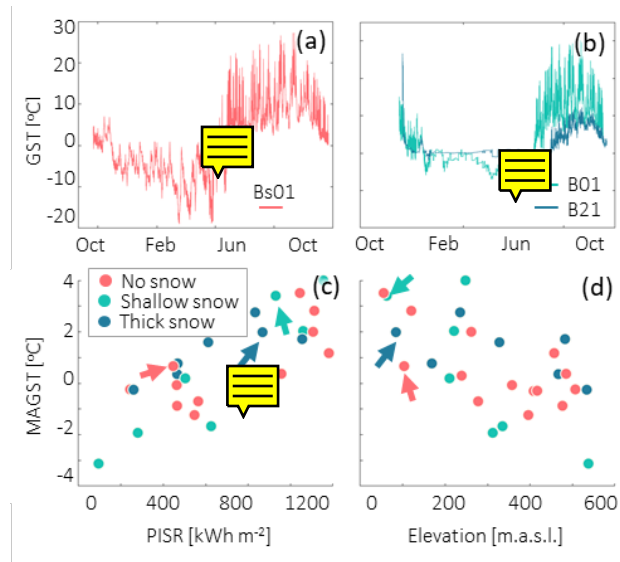 (a)
(b)
GST [ºC]
30
20
10
0
-10
-20
Bs01
B01
B21
Oct Feb Jun Oct
Oct Feb Jun Oct
No snow
Shallow snow
Thick snow
(c)
(d)
MAGST [ºC]
4
2
0
-2
-4
0 400 800 1200
0 200 400 600
PISR [kWh m⁻²]
Elevation [m.a.s.l.]